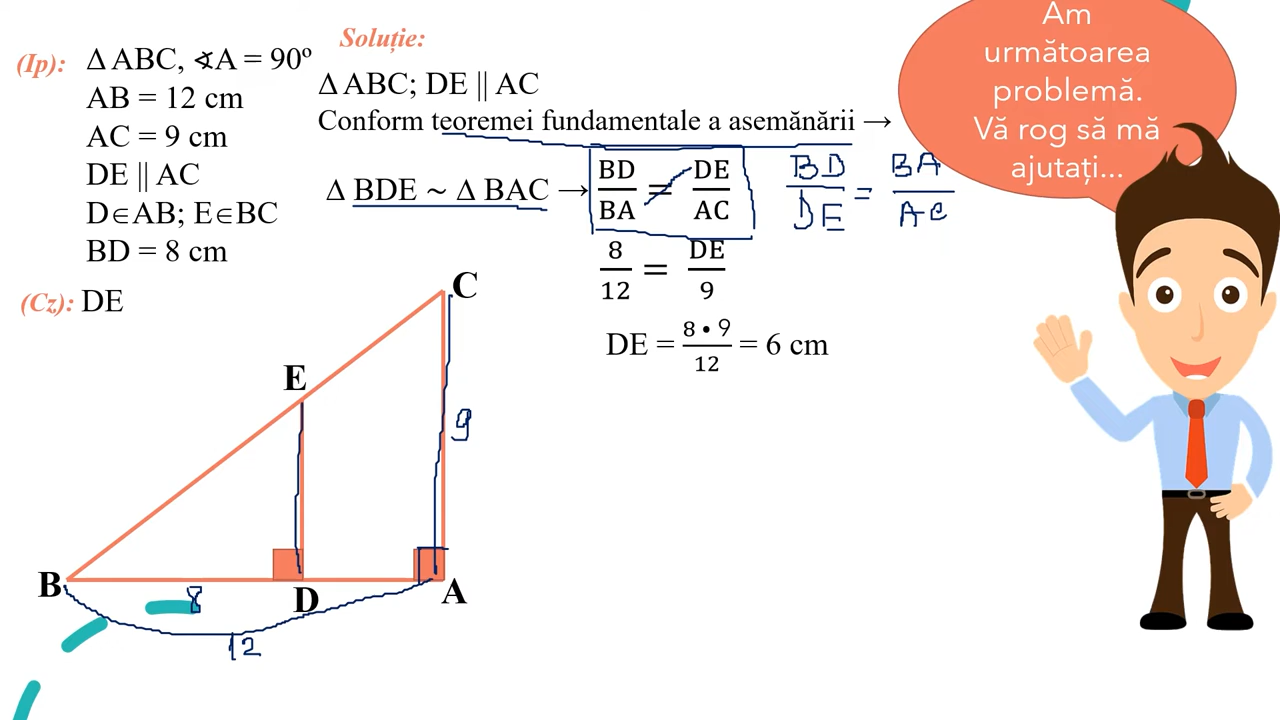 (Ip): Δ ABC, ∢A = 90º
AB = 12 cm
AC = 9 cm
DE || AC
D∈AB; E∈BC
BD = 8 cm
(Cz): DE
Soluție:
Δ ABC; DE || AC
Conform teoremei fundamentale a asemănării →
Δ BDE ~ Δ BAC → BD/BA = DE/AC
BD/DE = BA/AC
8/12 = DE/9
DE = 8 • 9/12 = 6 cm
Am
următoarea
problemă.
Vă rog să mă
ajutați...
C
E
9
B
D
A
8
12